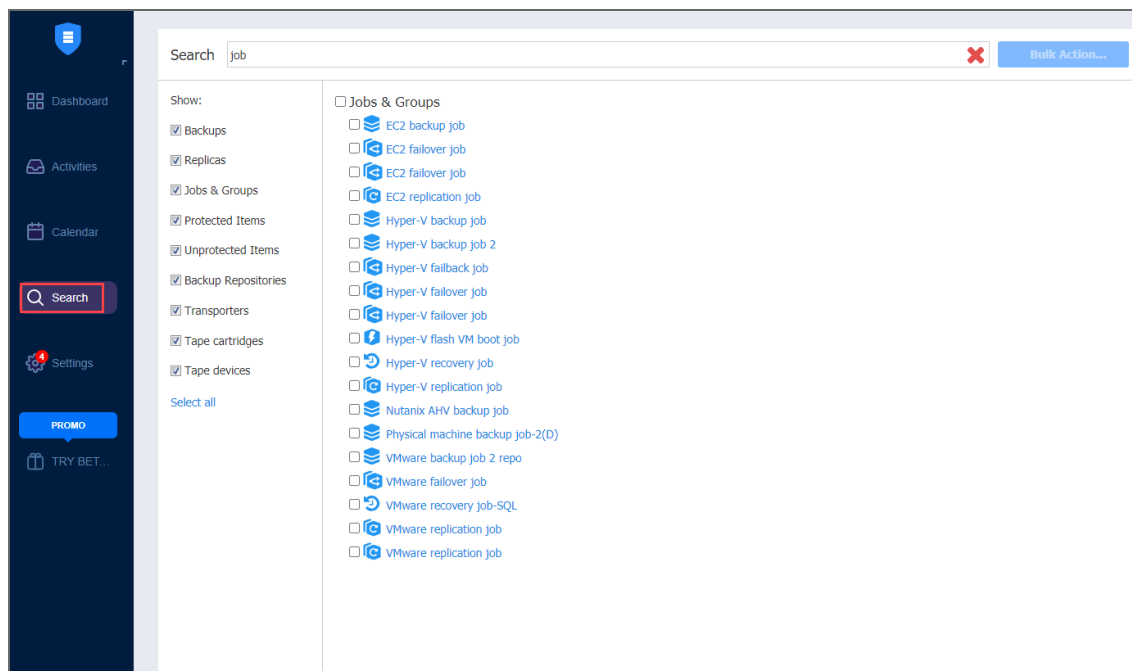 Dashboard
Activities
Calendar
Search
4
Settings
PROMO
TRY BET...
Search
job
Bulk Action...
Show:
Backups
Replicas
Jobs & Groups
Protected Items
Unprotected Items
Backup Repositories
Transporters
Tape cartridges
Tape devices
Select all
Jobs & Groups
EC2 backup job
EC2 failover job
EC2 failover job
EC2 replication job
Hyper-V backup job
Hyper-V backup job 2
Hyper-V failback job
Hyper-V failover job
Hyper-V failover job
Hyper-V flash VM boot job
Hyper-V recovery job
Hyper-V replication job
Nutanix AHV backup job
Physical machine backup job-2(D)
VMware backup job 2 repo
VMware failover job
VMware recovery job-SQL
VMware replication job
VMware replication job